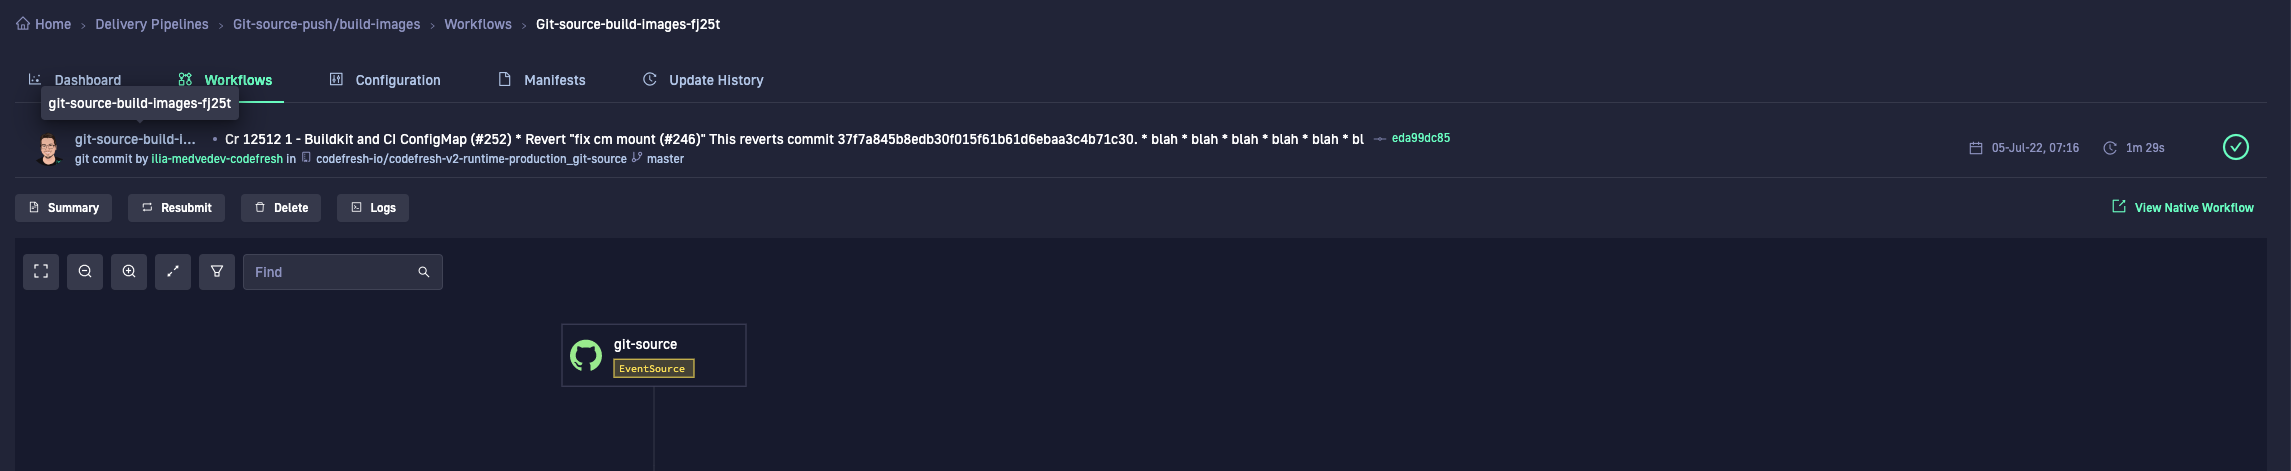 Home > Delivery Pipelines > Git-source-push/build-images > Workflows > Git-source-build-images-fj25t
Dashboard Workflows Configuration Manifests Update History
git-source-build-images-fj25t
git-source-build-i... • Cr 12512 1 - Buildkit and CI ConfigMap (#252) * Revert "fix cm mount (#246)" This reverts commit 37f7a845b8edb30f015f61b61d6ebaa3c4b71c30. * blah * blah * blah * blah * blah * bl eda99dc85
git commit by ilia-medvedev-codefresh in codefresh-io/codefresh-v2-runtime-production_git-source master
05-Jul-22, 07:16 1m 29s
Summary Resubmit Delete Logs View Native Workflow
Find
git-source
EventSource